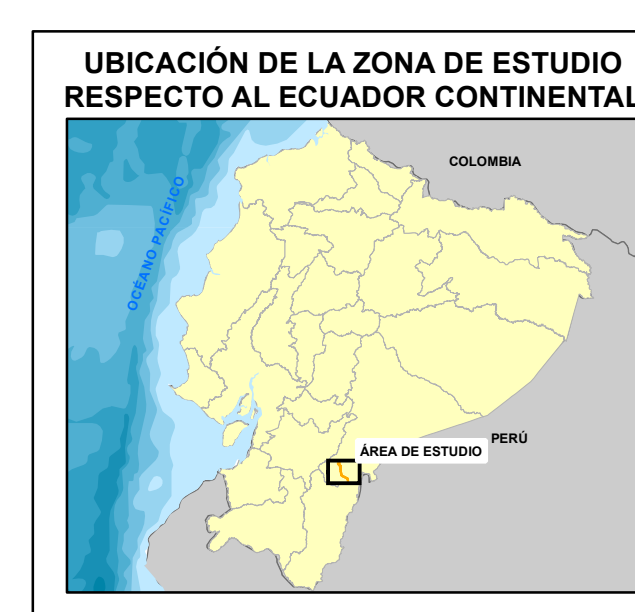 UBICACIÓN DE LA ZONA DE ESTUDIO
RESPECTO AL ECUADOR CONTINENTAL
COLOMBIA
OCÉANO PACÍFICO
PERÚ
ÁREA DE ESTUDIO